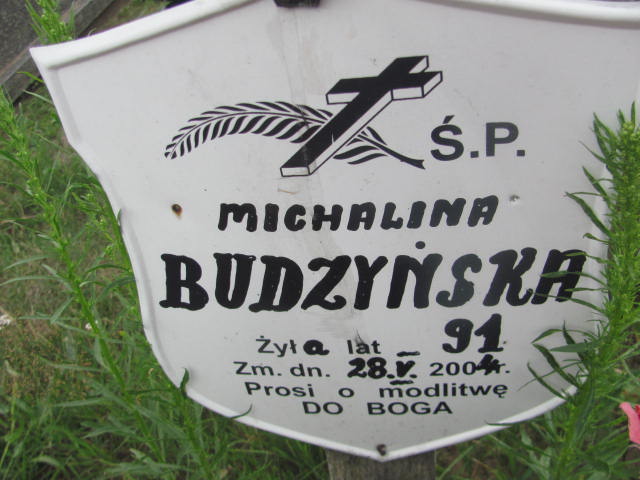 Ś.P.
MICHALINA
BUDZYŃSKA
Żyła lat 91
Zm. dn. 28.V. 2004r.
Prosi o modlitwę
DO BOGA